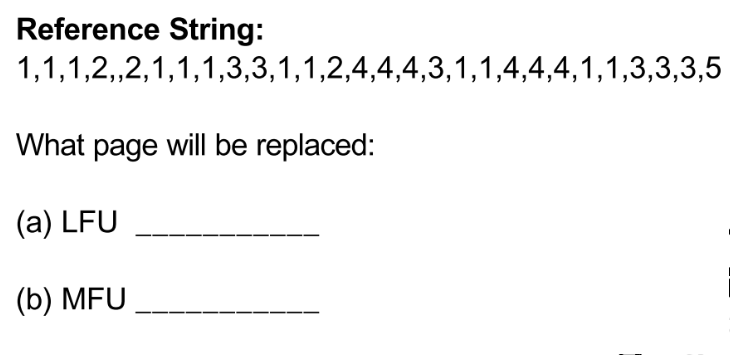 Reference String:
1,1,1,2,,2,1,1,1,3,3,1,1,2,4,4,4,3,1,1,4,4,4,1,1,3,3,3,5
What page will be replaced:
(a) LFU ___________
(b) MFU ___________